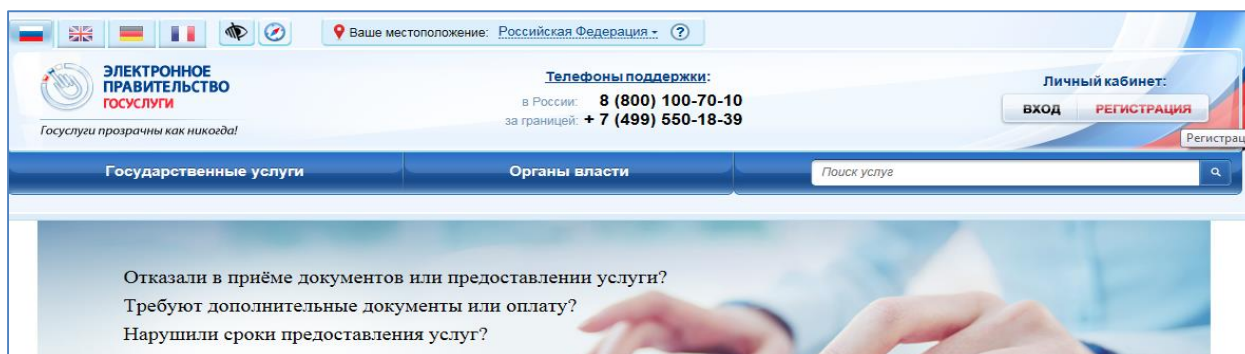 Ваше местоположение: Российская Федерация ?
ЭЛЕКТРОННОЕ
ПРАВИТЕЛЬСТВО
ГОСУСЛУГИ
Госуслуги прозрачны как никогда!
Телефоны поддержки:
в России: 8 (800) 100-70-10
за границей: + 7 (499) 550-18-39
Личный кабинет:
ВХОД РЕГИСТРАЦИЯ
Регистрац
Государственные услуги Органы власти Поиск услуг
Отказали в приёме документов или предоставлении услуги?
Требуют дополнительные документы или оплату?
Нарушили сроки предоставления услуг?